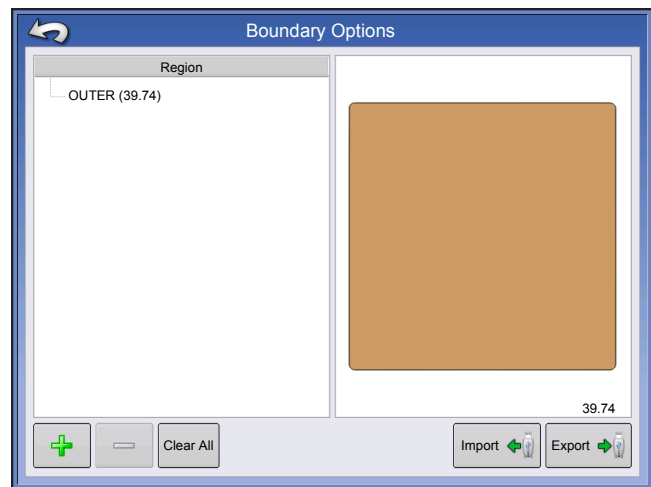 Boundary Options
Region
OUTER (39.74)
39.74
Clear All
Import
Export